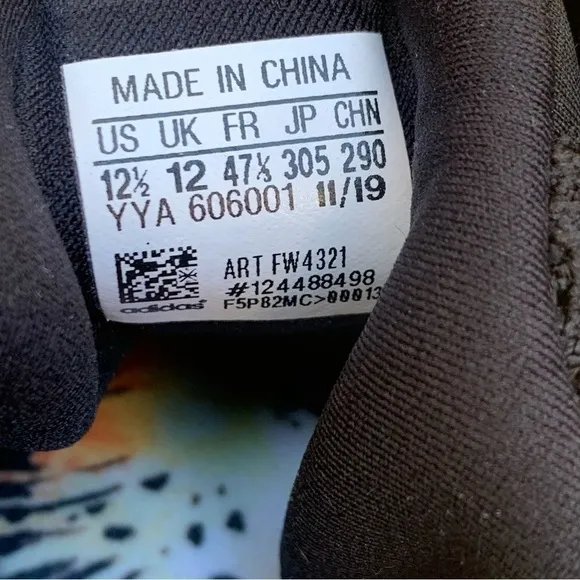 MADE IN CHINA
US UK FR JP CHN
12½ 12 47⅓ 305 290
YYA 606001 11/19
ART FW4321
#124488498
adidas F5P82MC>00013